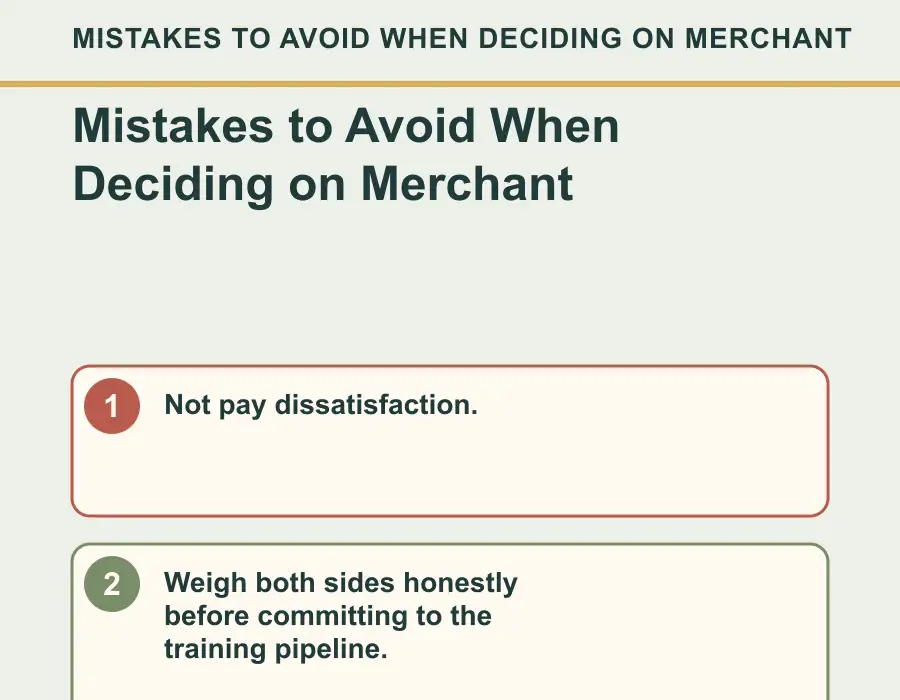 MISTAKES TO AVOID WHEN DECIDING ON MERCHANT
Mistakes to Avoid When
Deciding on Merchant
1
Not pay dissatisfaction.
2
Weigh both sides honestly
before committing to the
training pipeline.